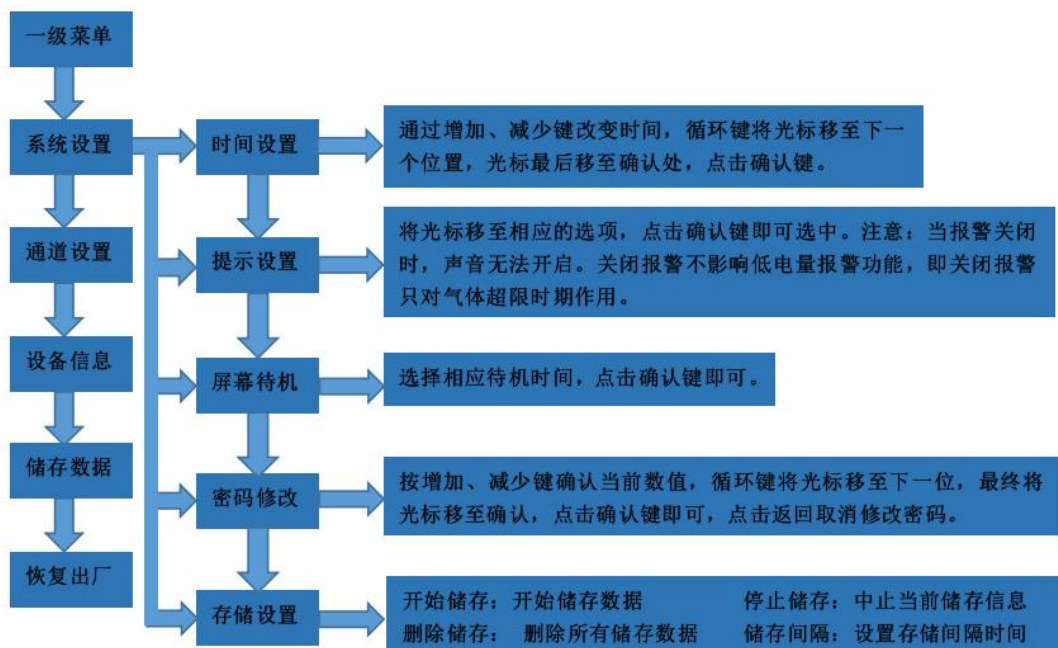 一级菜单
系统设置
时间设置
通过增加、减少键改变时间，循环键将光标移至下一
个位置，光标最后移至确认处，点击确认键。
通道设置
提示设置
将光标移至相应的选项，点击确认键即可选中。注意：当报警关闭
时，声音无法开启。关闭报警不影响低电量报警功能，即关闭报警
只对气体超限时期作用。
设备信息
屏幕待机
选择相应待机时间，点击确认键即可。
储存数据
密码修改
按增加、减少键确认当前数值，循环键将光标移至下一位，最终将
光标移至确认，点击确认键即可，点击返回取消修改密码。
恢复出厂
存储设置
开始储存：开始储存数据 停止储存：中止当前储存信息
删除储存： 删除所有储存数据 储存间隔：设置存储间隔时间